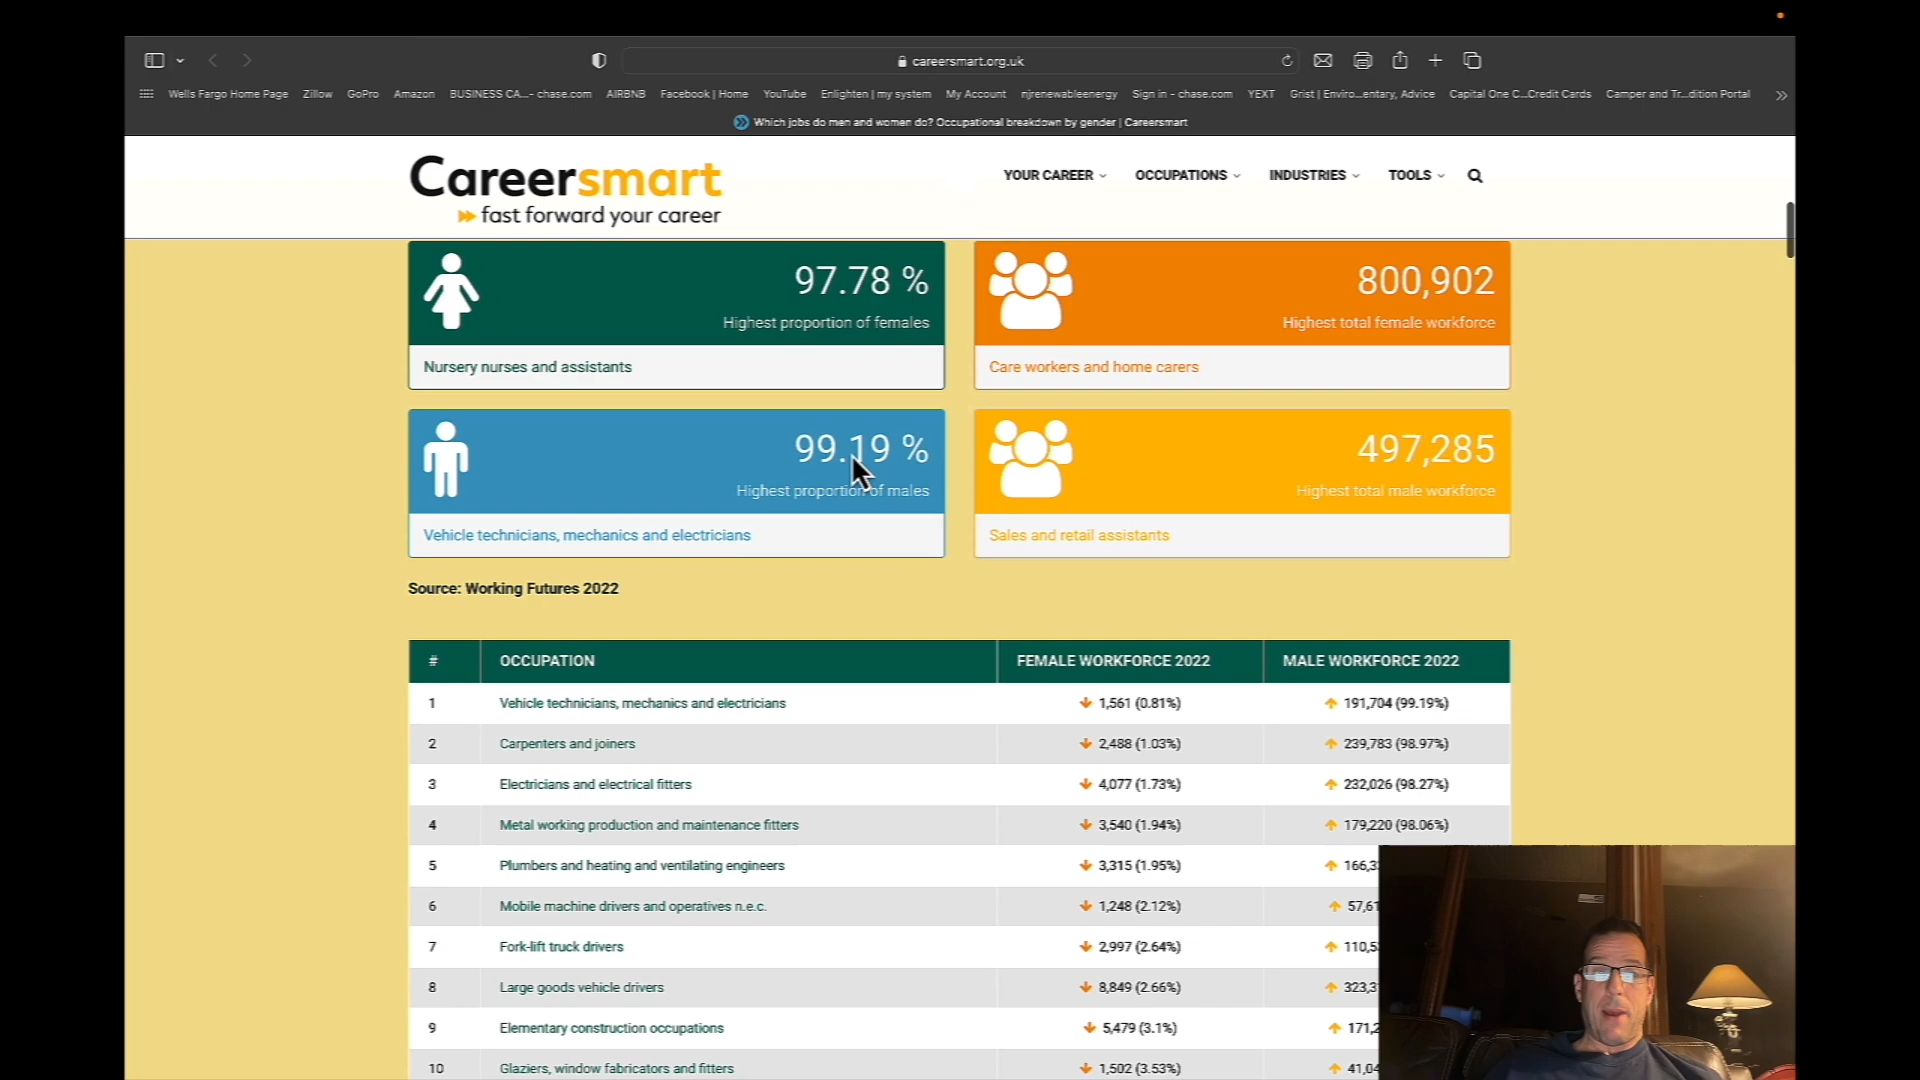 careersmart.org.uk
Wells Fargo Home Page Zillow GoPro Amazon BUSINESS CA...- chase.com AIRBNB Facebook | Home YouTube Enlighten | my system My Account njrenewableenergy Sign in - chase.com YEXT Grist | Enviro...entary, Advice Capital One C...Credit Cards Camper and Tr...dition Portal
Which jobs do men and women do? Occupational breakdown by gender | Careersmart
Careersmart
fast forward your career
YOUR CAREER OCCUPATIONS INDUSTRIES TOOLS
97.78 %
Highest proportion of females
Nursery nurses and assistants
800,902
Highest total female workforce
Care workers and home carers
99.19 %
Highest proportion of males
Vehicle technicians, mechanics and electricians
497,285
Highest total male workforce
Sales and retail assistants
Source: Working Futures 2022
# OCCUPATION FEMALE WORKFORCE 2022 MALE WORKFORCE 2022
1 Vehicle technicians, mechanics and electricians 1,561 (0.81%) 191,704 (99.19%)
2 Carpenters and joiners 2,488 (1.03%) 239,783 (98.97%)
3 Electricians and electrical fitters 4,077 (1.73%) 232,026 (98.27%)
4 Metal working production and maintenance fitters 3,540 (1.94%) 179,220 (98.06%)
5 Plumbers and heating and ventilating engineers 3,315 (1.95%)
6 Mobile machine drivers and operatives n.e.c. 1,248 (2.12%)
7 Fork-lift truck drivers 2,997 (2.64%)
8 Large goods vehicle drivers 8,849 (2.66%)
9 Elementary construction occupations 5,479 (3.1%)
10 Glaziers, window fabricators and fitters 1,502 (3.53%)